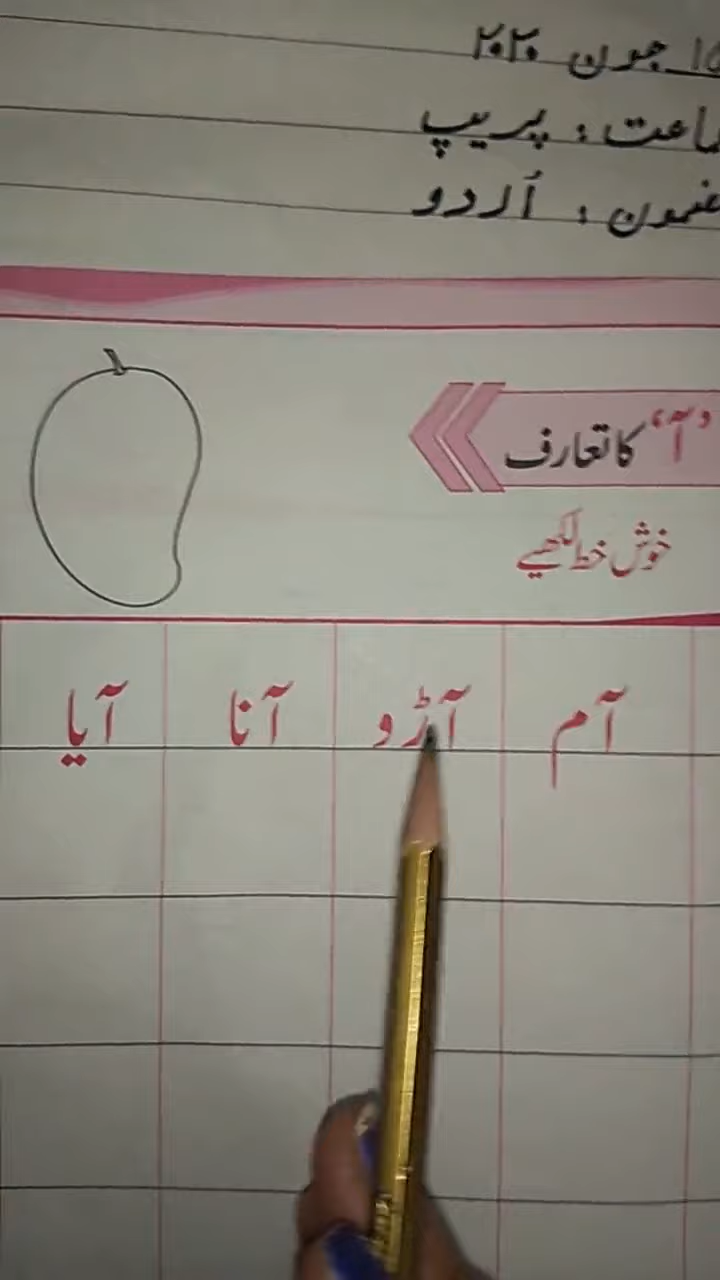 جون ۲۰۲۰
: پریپ
: اُردو
’آ‘ کا تعارف
خوش خط لکھیے
آم آڑو آنا آیا